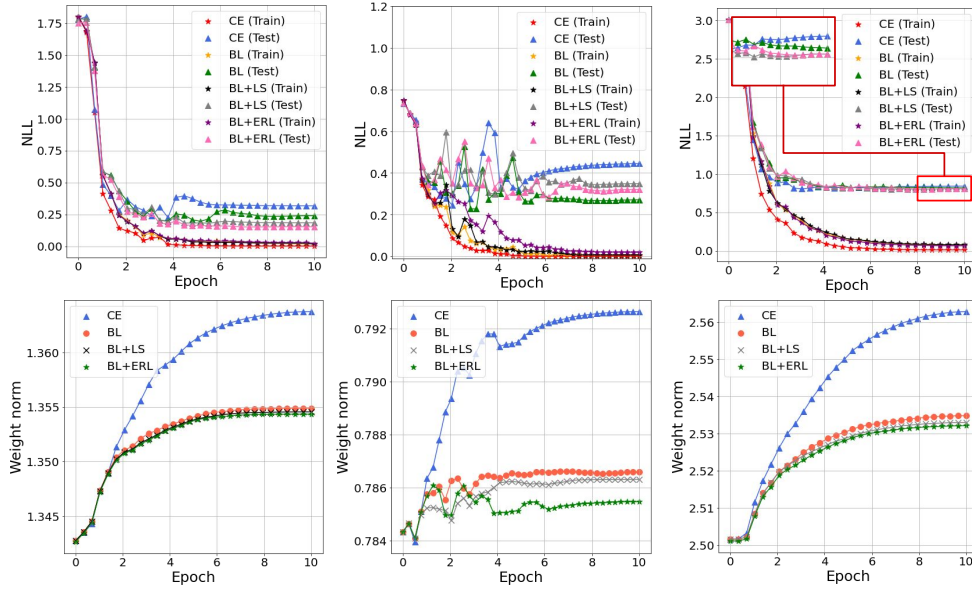 NLL
1.75
1.50
1.25
1.00
0.75
0.50
0.25
0.00
CE (Train)
CE (Test)
BL (Train)
BL (Test)
BL+LS (Train)
BL+LS (Test)
BL+ERL (Train)
BL+ERL (Test)
0 2 4 6 8 10
Epoch
NLL
1.2
1.0
0.8
0.6
0.4
0.2
0.0
CE (Train)
CE (Test)
BL (Train)
BL (Test)
BL+LS (Train)
BL+LS (Test)
BL+ERL (Train)
BL+ERL (Test)
0 2 4 6 8 10
Epoch
NLL
3.0
2.5
2.0
1.5
1.0
0.5
0.0
CE (Train)
CE (Test)
BL (Train)
BL (Test)
BL+LS (Train)
BL+LS (Test)
BL+ERL (Train)
BL+ERL (Test)
0 2 4 6 8 10
Epoch
Weight norm
1.360
1.355
1.350
1.345
CE
BL
BL+LS
BL+ERL
0 2 4 6 8 10
Epoch
Weight norm
0.792
0.790
0.788
0.786
0.784
CE
BL
BL+LS
BL+ERL
0 2 4 6 8 10
Epoch
Weight norm
2.56
2.55
2.54
2.53
2.52
2.51
2.50
CE
BL
BL+LS
BL+ERL
0 2 4 6 8 10
Epoch